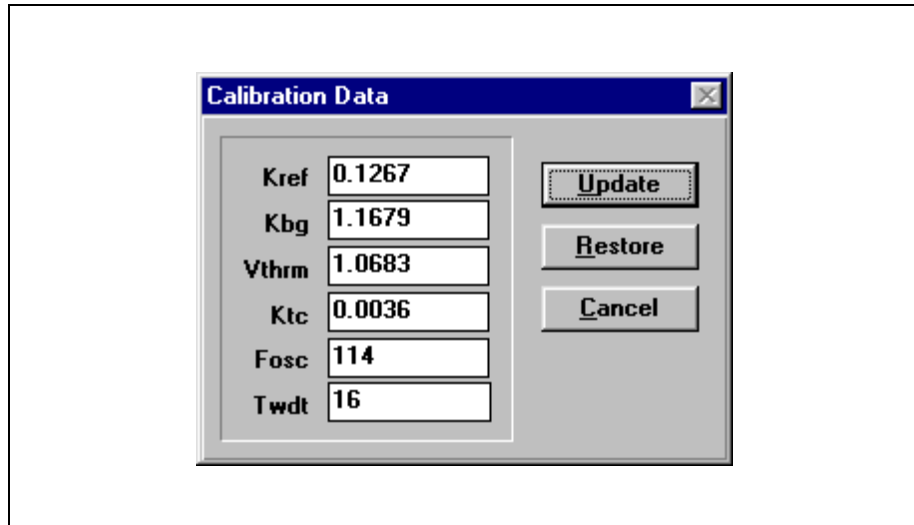 Calibration Data
Kref 0.1267
Kbg 1.1679
Vthrm 1.0683
Ktc 0.0036
Fosc 114
Twdt 16
Update
Restore
Cancel